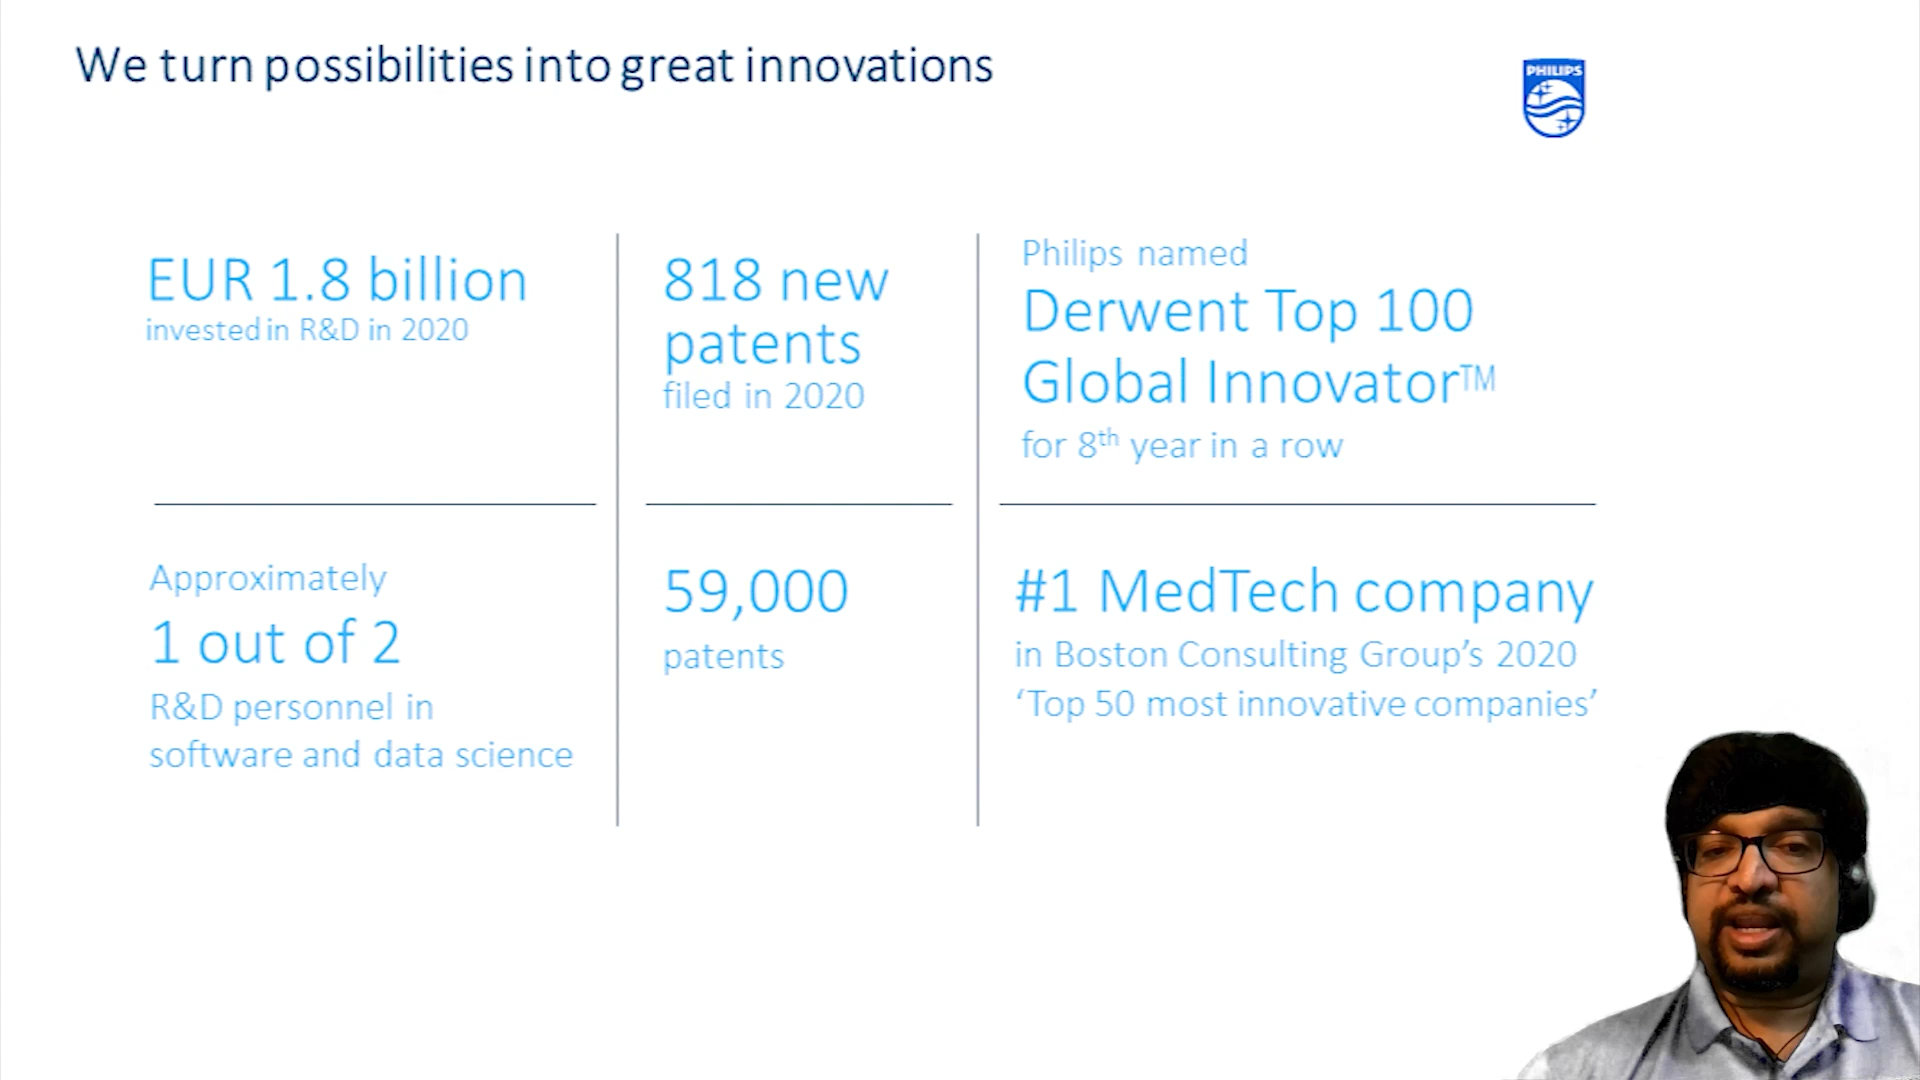 We turn possibilities into great innovations
PHILIPS
EUR 1.8 billion
invested in R&D in 2020
818 new
patents
filed in 2020
Philips named
Derwent Top 100
Global Innovator™
for 8th year in a row
Approximately
1 out of 2
R&D personnel in
software and data science
59,000
patents
#1 MedTech company
in Boston Consulting Group’s 2020
‘Top 50 most innovative companies’